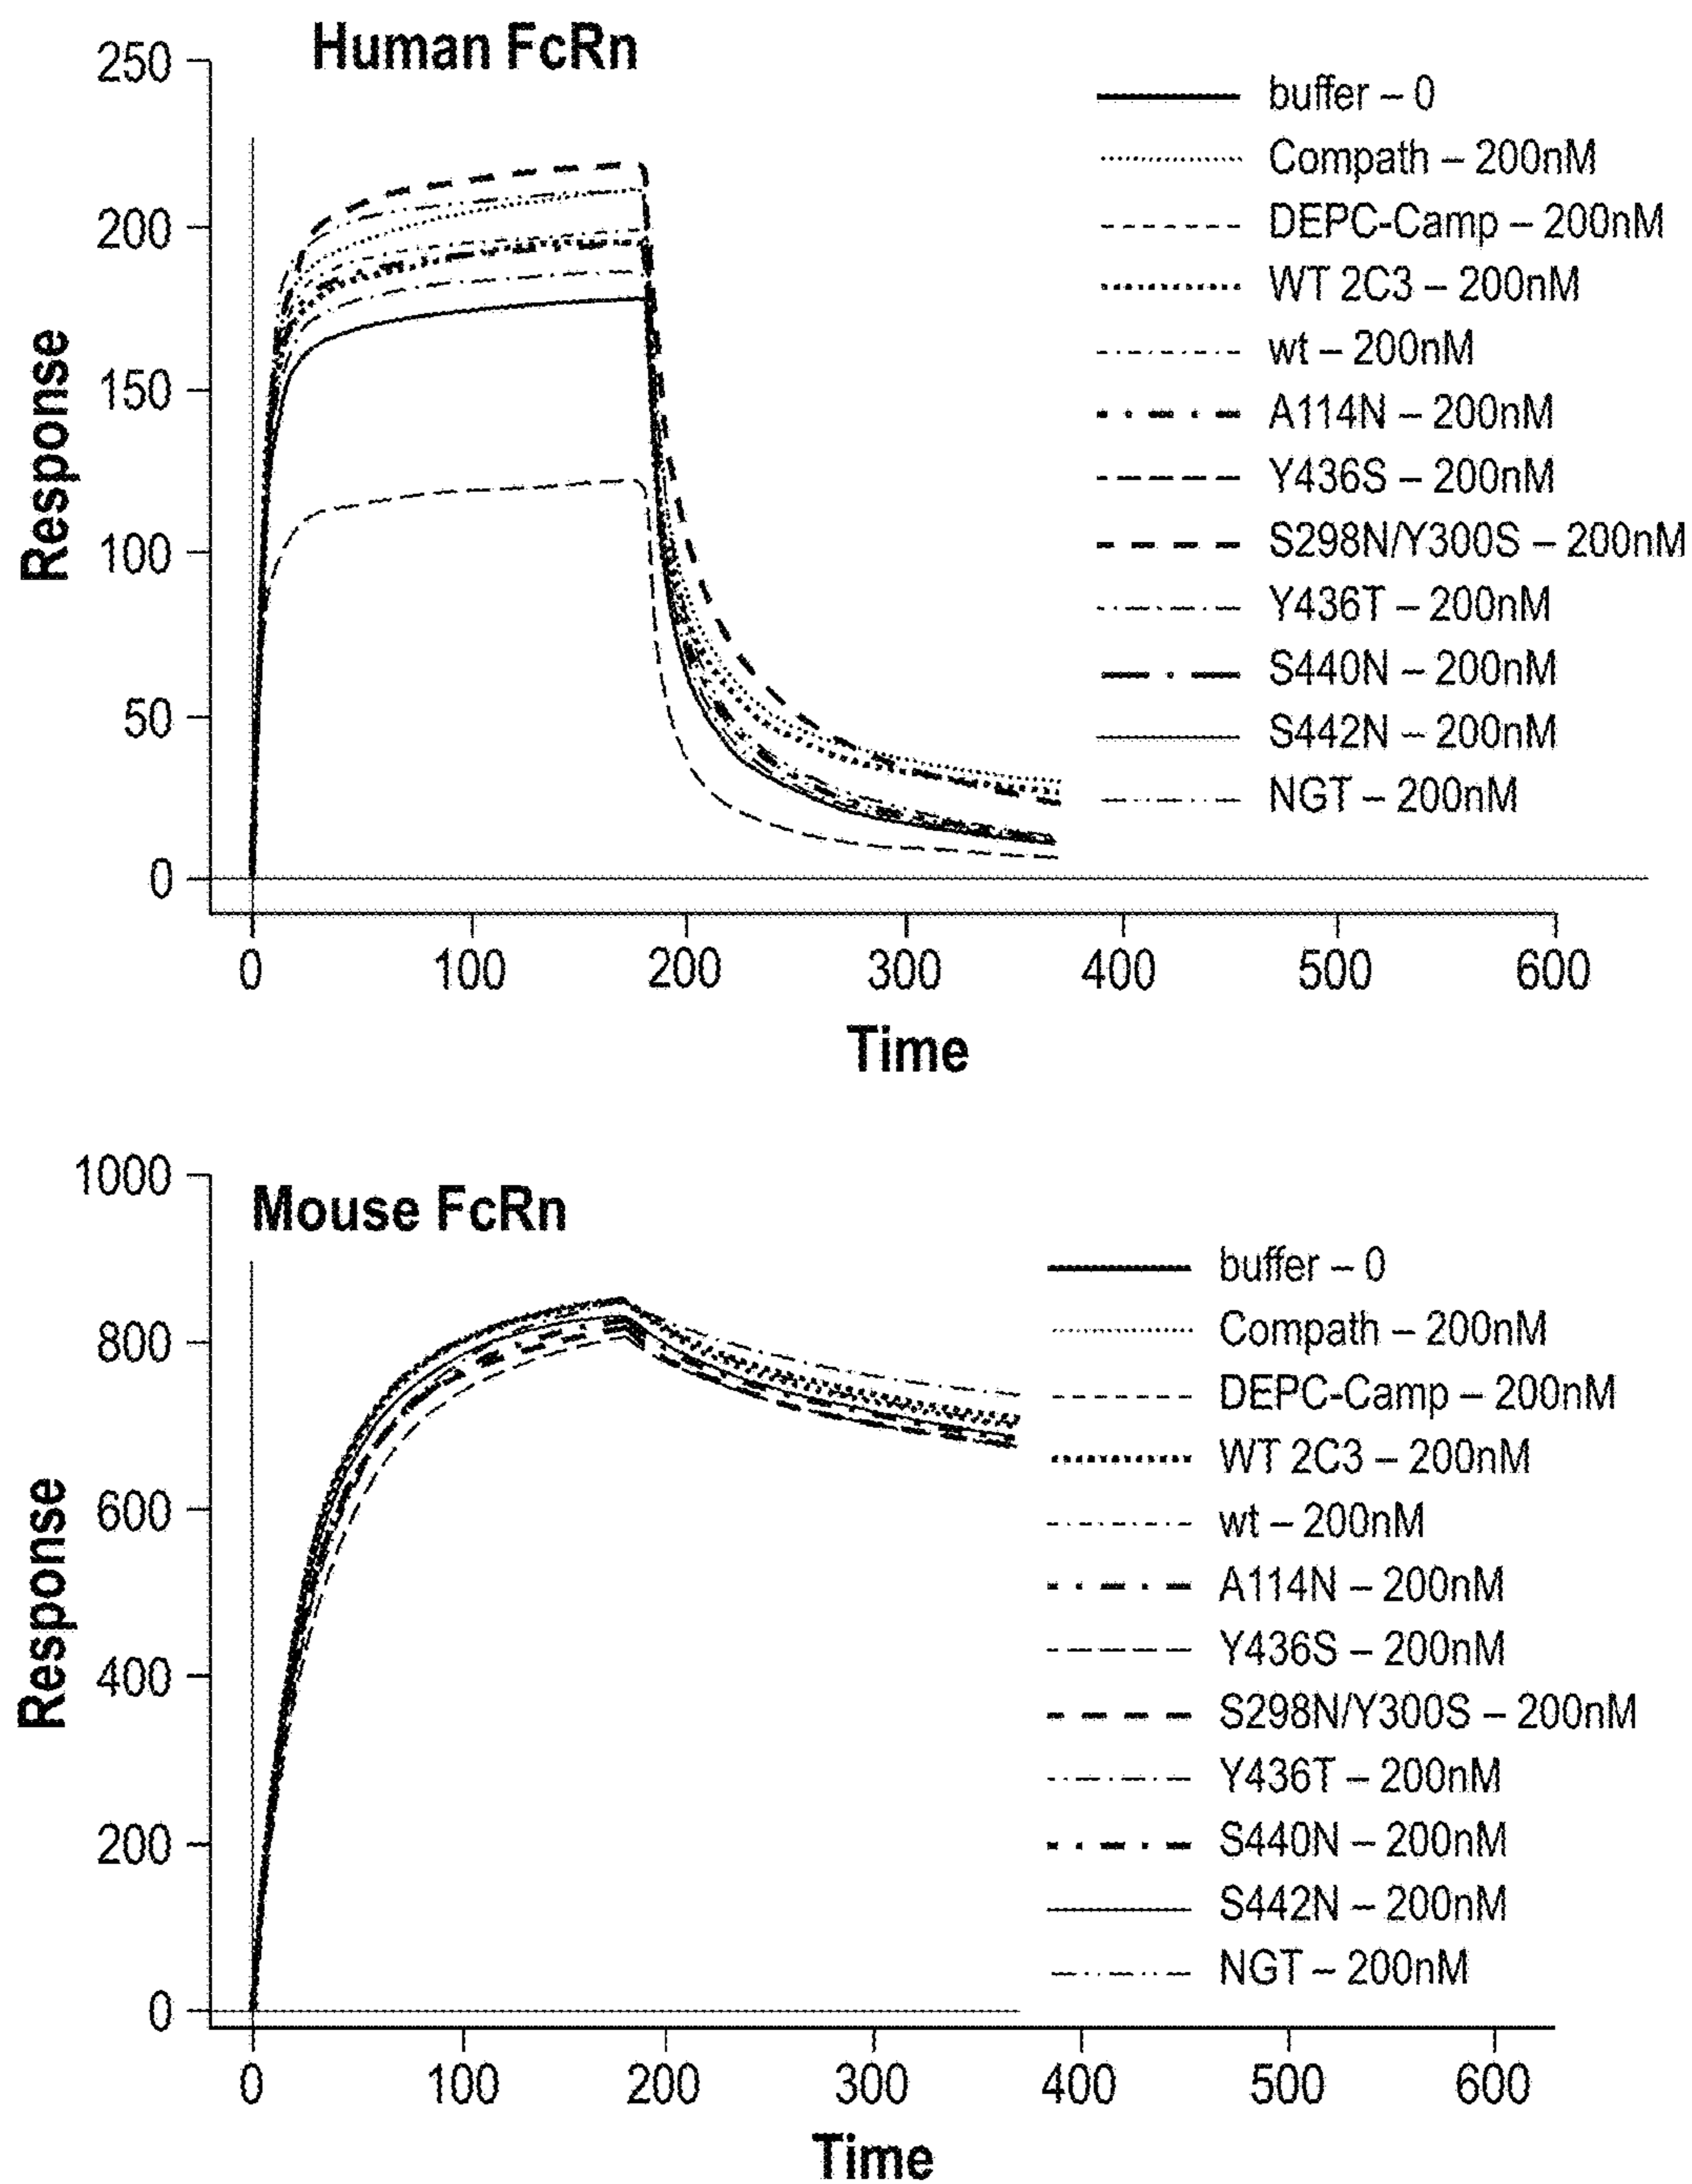 Human FcRn
250
200
150
100
50
0
Response
buffer – 0
Compath – 200nM
DEPC-Camp – 200nM
WT 2C3 – 200nM
wt – 200nM
A114N – 200nM
Y436S – 200nM
S298N/Y300S – 200nM
Y436T – 200nM
S440N – 200nM
S442N – 200nM
NGT – 200nM
0 100 200 300 400 500 600
Time
Mouse FcRn
1000
800
600
400
200
0
Response
buffer – 0
Compath – 200nM
DEPC-Camp – 200nM
WT 2C3 – 200nM
wt – 200nM
A114N – 200nM
Y436S – 200nM
S298N/Y300S – 200nM
Y436T – 200nM
S440N – 200nM
S442N – 200nM
NGT – 200nM
0 100 200 300 400 500 600
Time